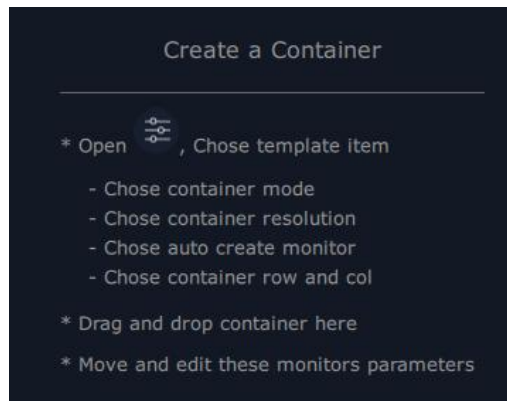 Create a Container
* Open , Chose template item
- Chose container mode
- Chose container resolution
- Chose auto create monitor
- Chose container row and col
* Drag and drop container here
* Move and edit these monitors parameters